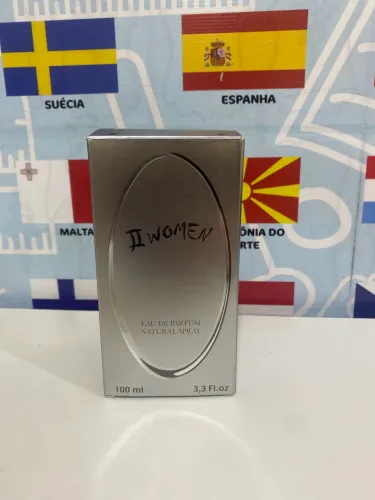 SUÉCIA
ESPANHA
MALTA
ÔNIA DO
RTE
II WOMEN
EAU DE PARFUM
NATURAL SPRAY
100 ml
3,3 Fl.oz